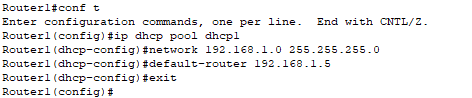 Router1#conf t
Enter configuration commands, one per line.  End with CNTL/Z.
Router1(config)#ip dhcp pool dhcp1
Router1(dhcp-config)#network 192.168.1.0 255.255.255.0
Router1(dhcp-config)#default-router 192.168.1.5
Router1(dhcp-config)#exit
Router1(config)#